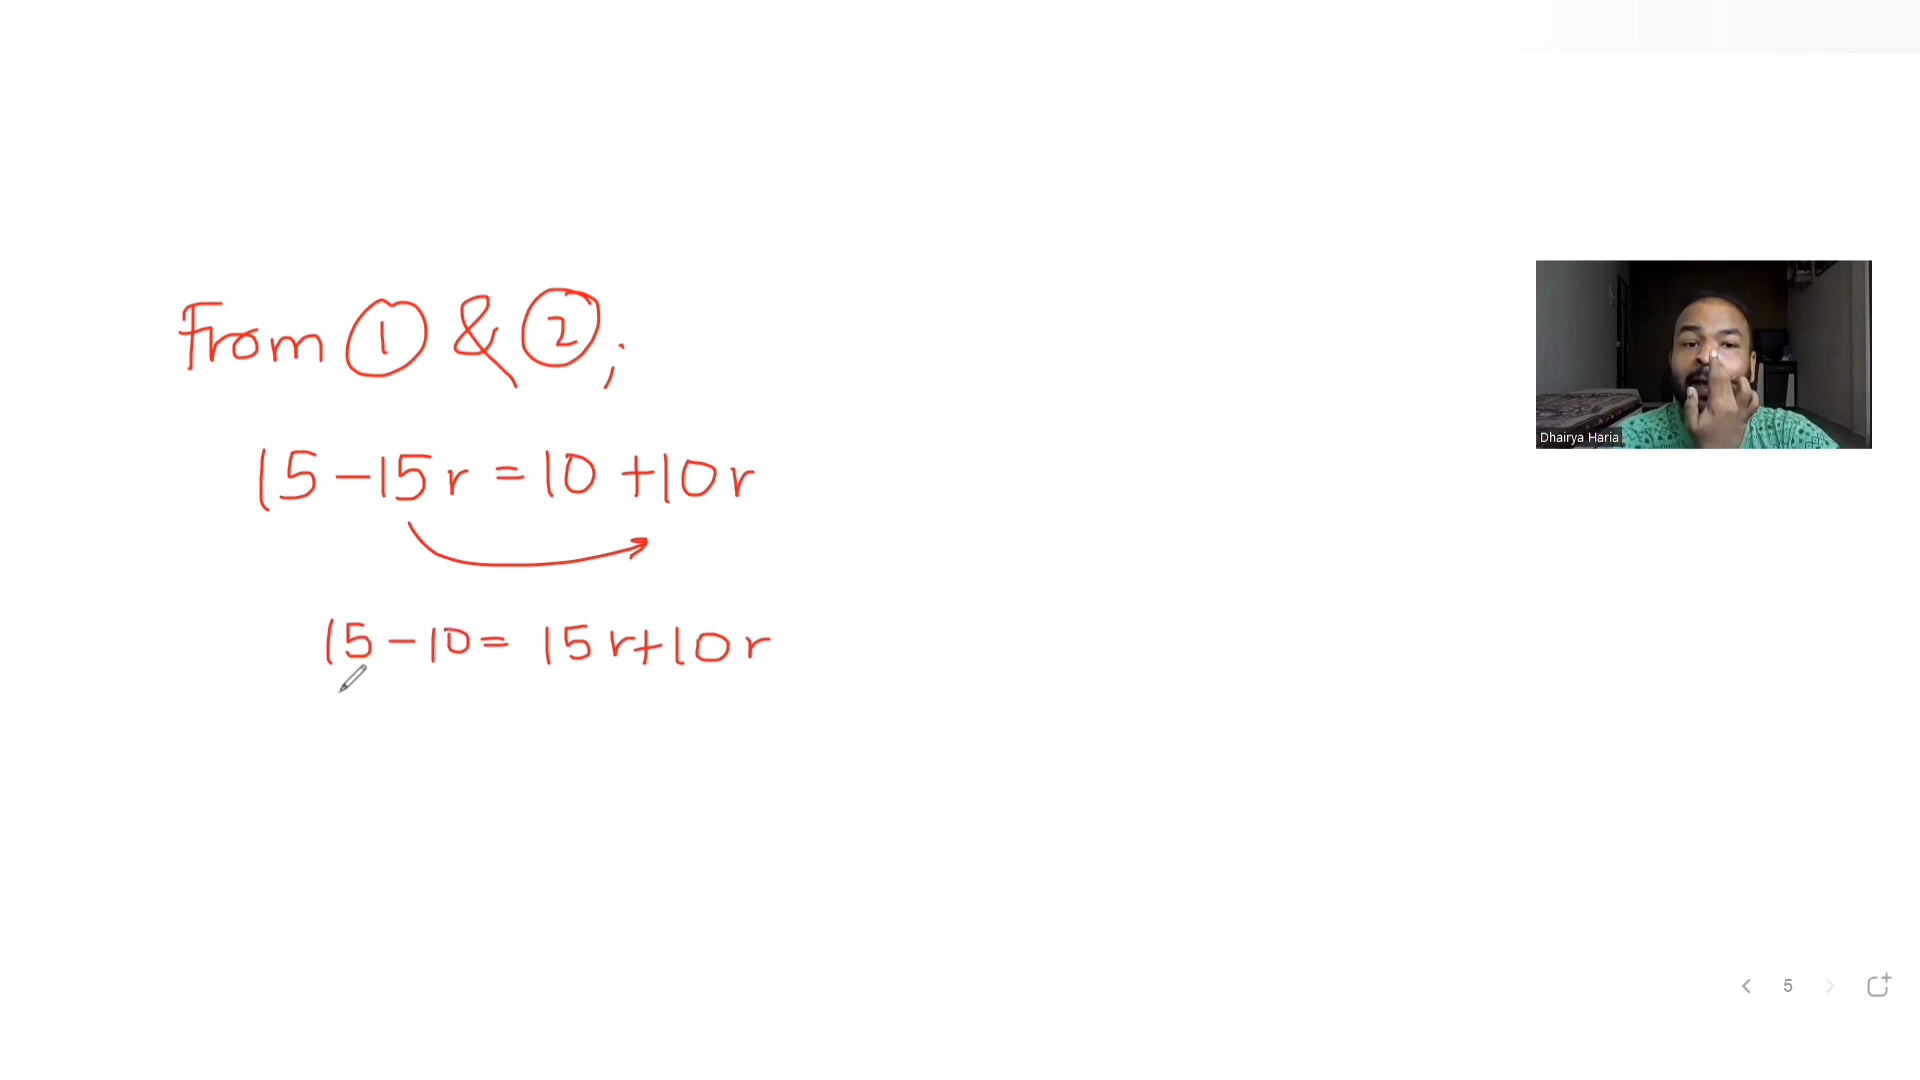 From ① & ②;
15 - 15r = 10 + 10r
15 - 10 = 15r + 10r
Dhairya Haria
5